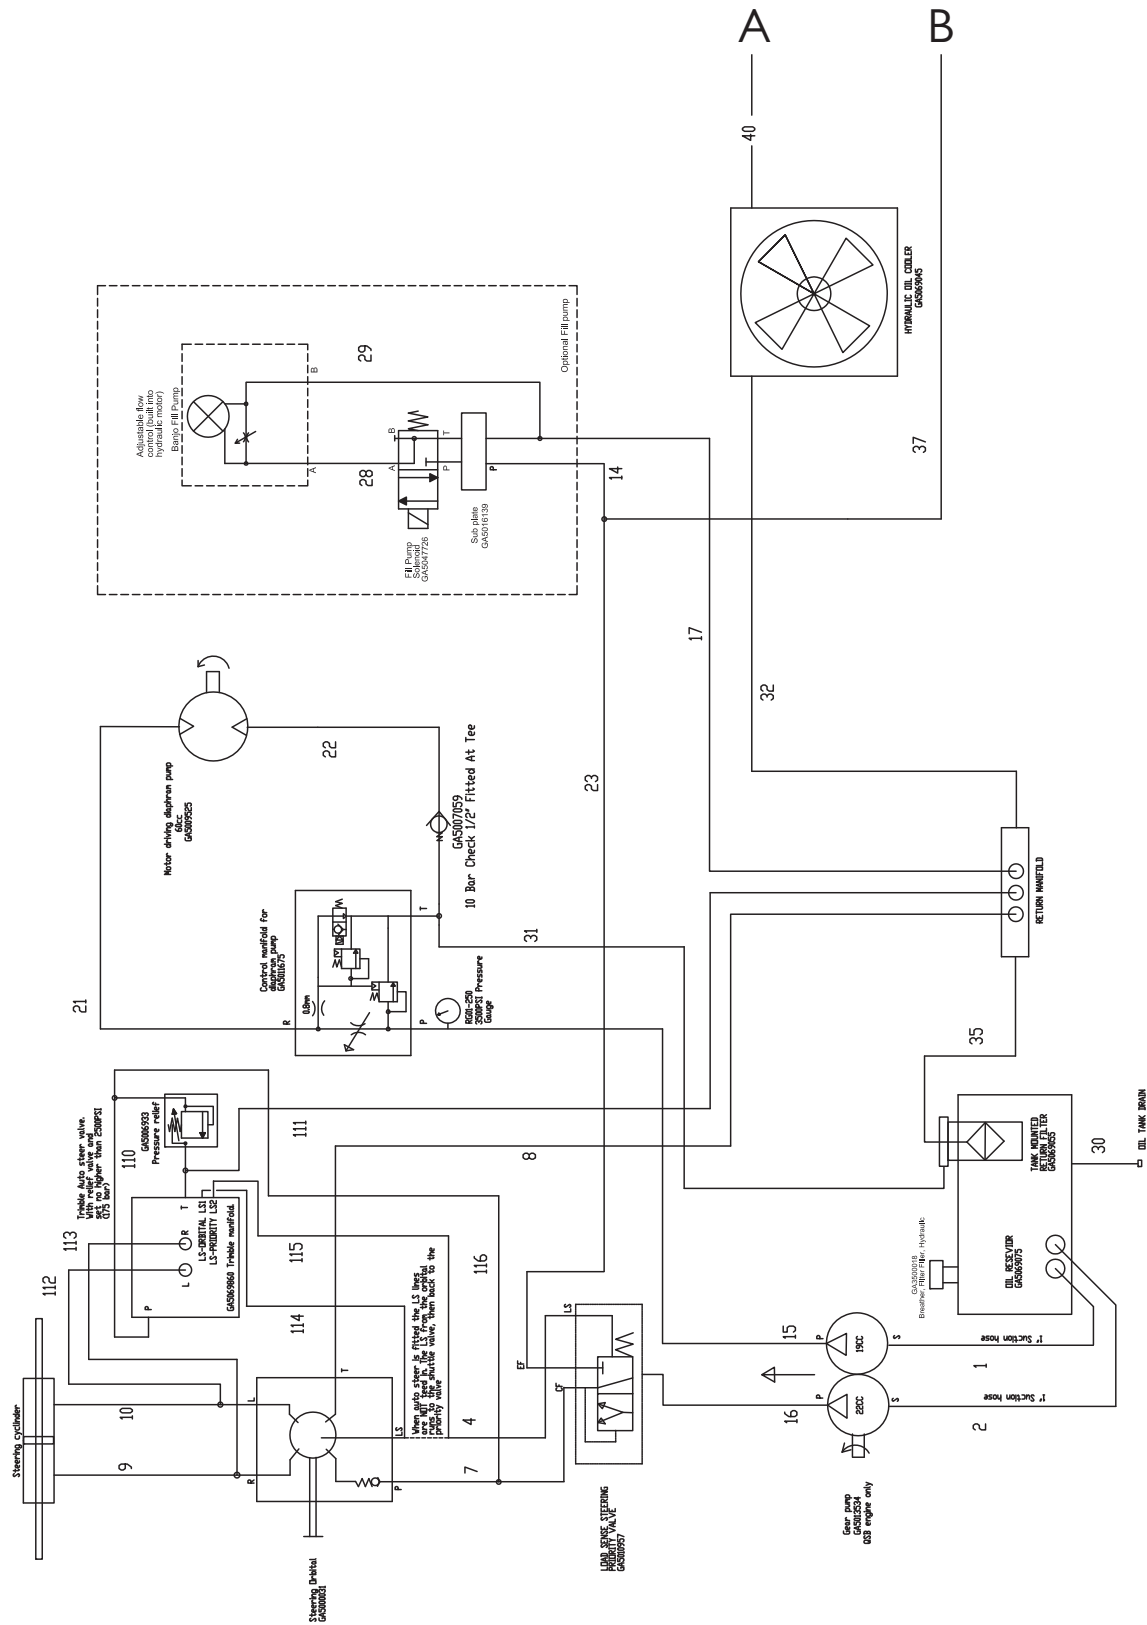 A
B
40
HYDRAULIC OIL COOLER
GA5069045
37
Optional Fill pump
29
Adjustable flow
control (built into
hydraulic motor)
Banjo Fill Pump
B
A
28
A
B
P
T
P
Fill Pump
Solenoid
GA5047726
Sub plate
GA5016139
14
17
32
23
22
Motor driving diaphram pump
60cc
GA5009525
GA5007059
10 Bar Check 1/2" Fitted At Tee
Control manifold for
diaphram pump
GA5011675
0.8mm
R
P
T
31
RG01-250
3500PSI Pressure
Gauge
21
RETURN MANIFOLD
35
Trimble Auto steer valve.
With relief valve and
set no higher than 2500PSI
(175 bar)
110
GA5006933
Pressure relief
111
8
113
112
T
R
L
P
LS-ORBITAL LS1
LS-PRIORITY LS2
GA5069860 Trimble manifold.
115
114
116
When auto steer is fitted the LS lines
are NOT teed in. The LS from the orbital
runs to the shuttle valve, then back to the
priority valve
Steering cyclinder
10
9
L
R
T
LS
P
4
7
Steering Orbital
GA5000031
EF
CF
LS
LOAD SENSE STEERING
PRIORITY VALVE
GA5010957
15
16
P
P
19CC
22CC
S
S
Gear pump
GA5013534
QSB engine only
1" Suction hose
1
1" Suction hose
2
TANK MOUNTED
RETURN FILTER
GA5069055
OIL RESEVIOR
GA5069075
GA3500018
Breather, Filler Filter, Hydraulic
30
OIL TANK DRAIN